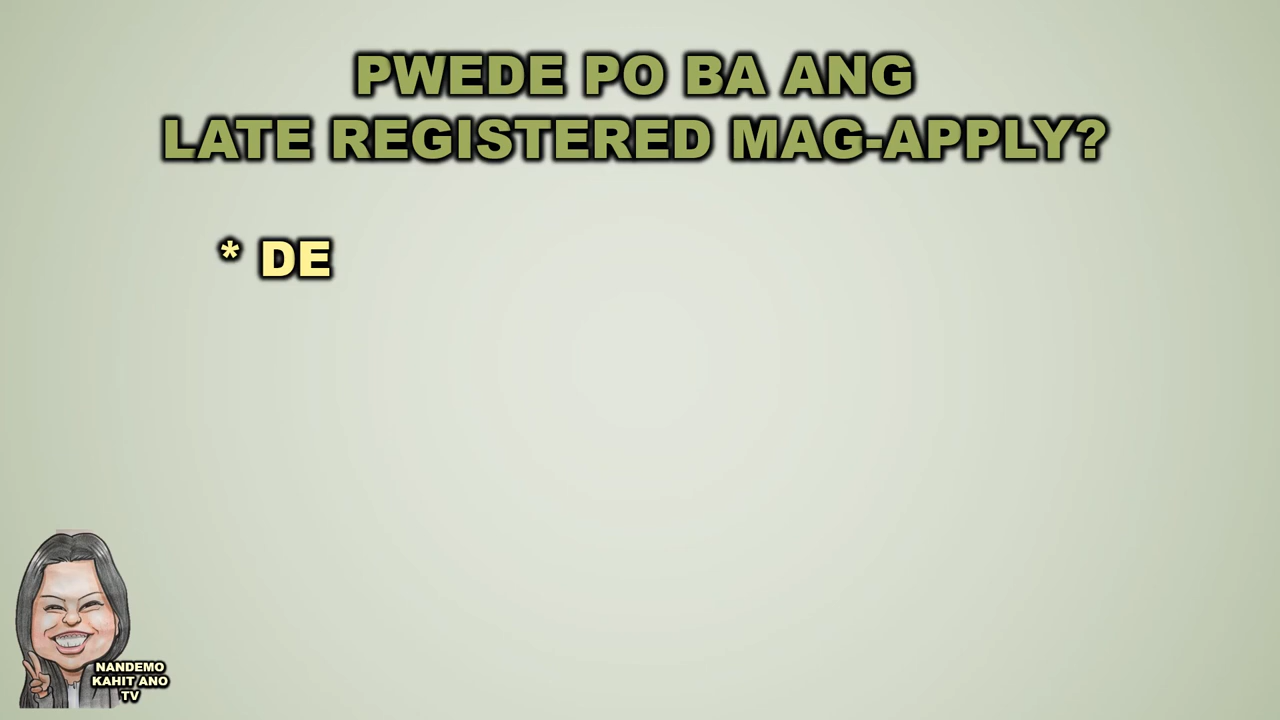 PWEDE PO BA ANG
LATE REGISTERED MAG-APPLY?
* DE
NANDEMO
KAHIT ANO
TV